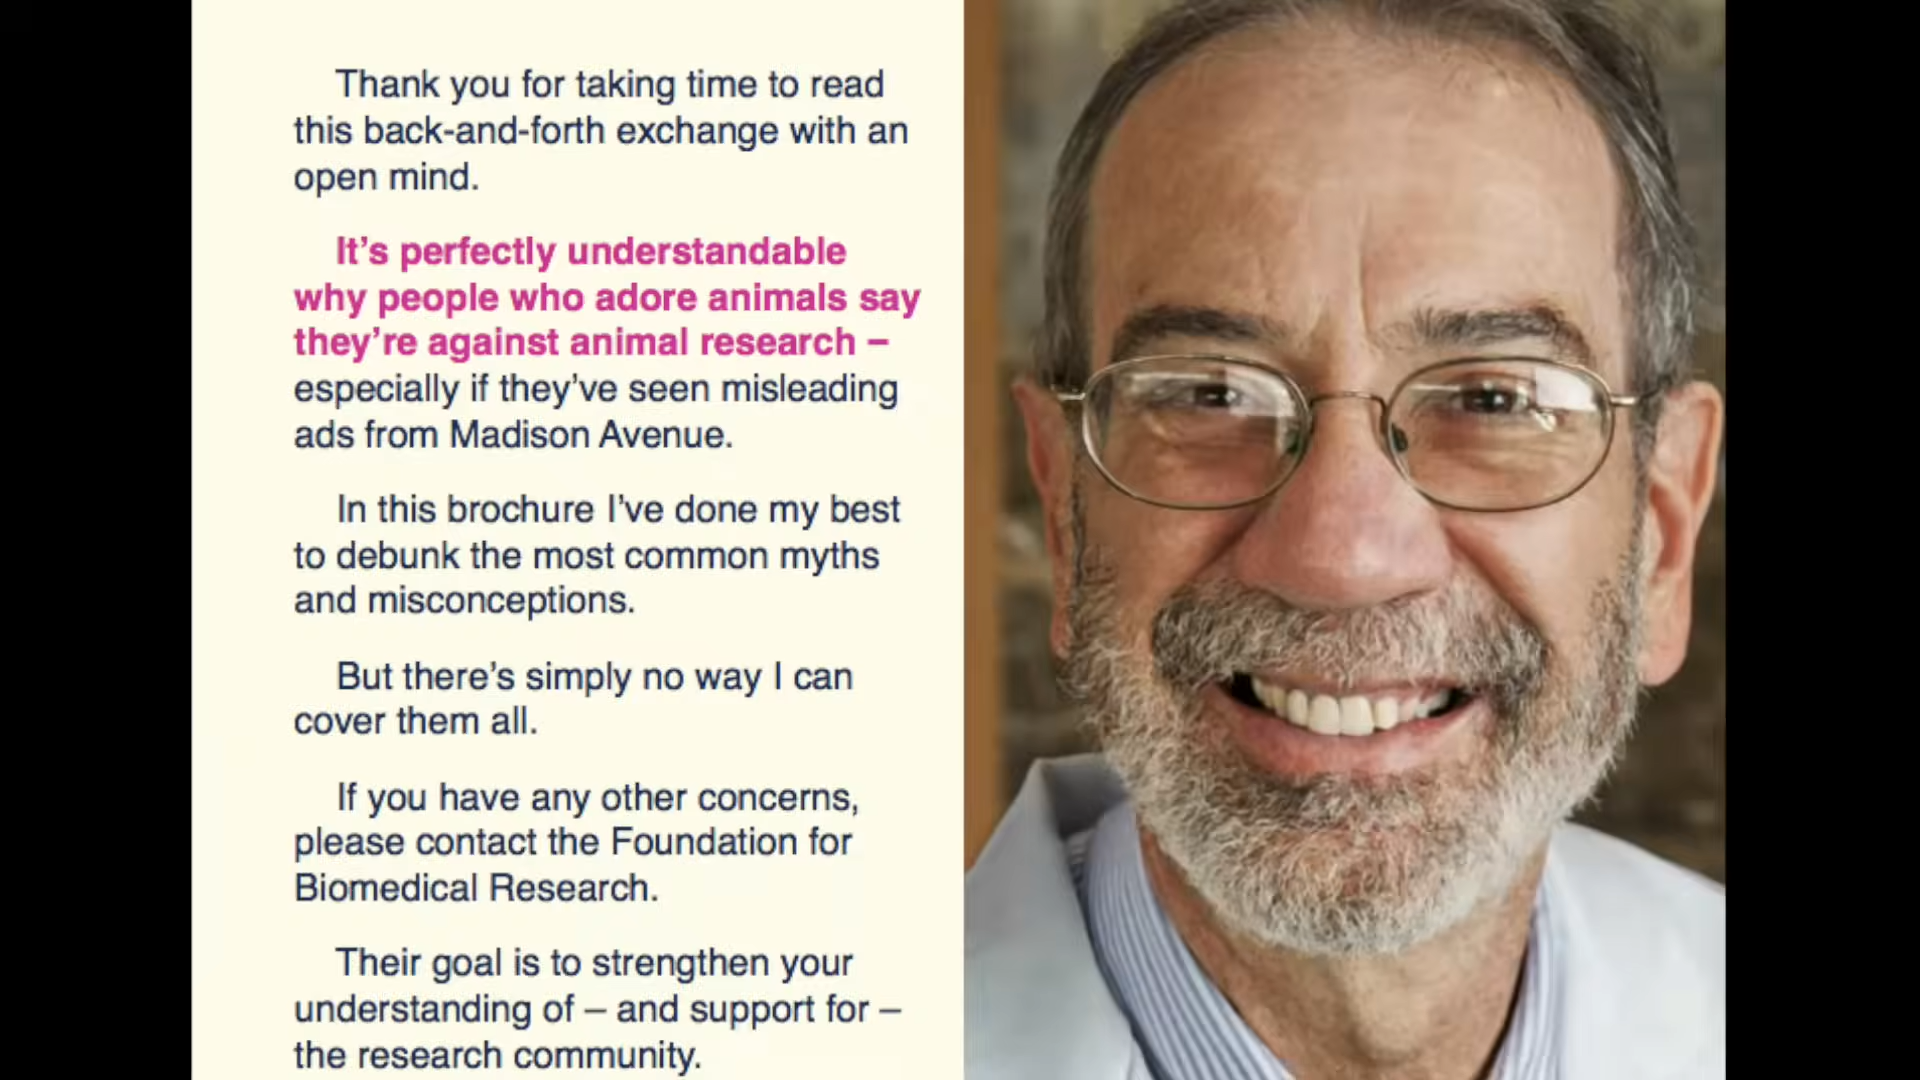 Thank you for taking time to read
this back-and-forth exchange with an
open mind.
It's perfectly understandable
why people who adore animals say
they're against animal research –
especially if they've seen misleading
ads from Madison Avenue.
In this brochure I've done my best
to debunk the most common myths
and misconceptions.
But there's simply no way I can
cover them all.
If you have any other concerns,
please contact the Foundation for
Biomedical Research.
Their goal is to strengthen your
understanding of – and support for –
the research community.